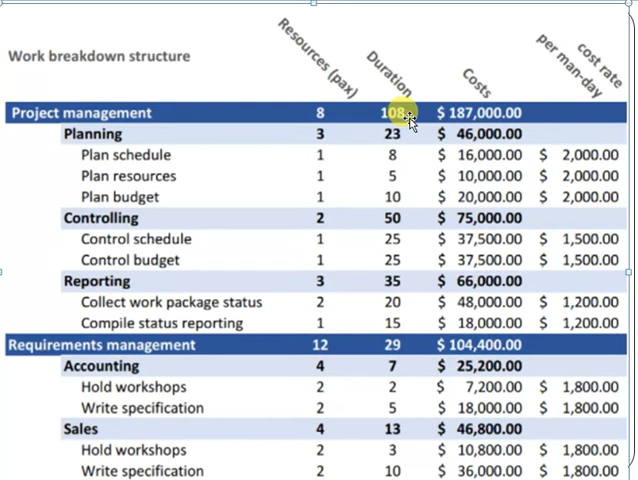 Work breakdown structure Resources (pax) Duration Costs cost rate per man-day
Project management 8 108 $ 187,000.00
Planning 3 23 $ 46,000.00
Plan schedule 1 8 $ 16,000.00 $ 2,000.00
Plan resources 1 5 $ 10,000.00 $ 2,000.00
Plan budget 1 10 $ 20,000.00 $ 2,000.00
Controlling 2 50 $ 75,000.00
Control schedule 1 25 $ 37,500.00 $ 1,500.00
Control budget 1 25 $ 37,500.00 $ 1,500.00
Reporting 3 35 $ 66,000.00
Collect work package status 2 20 $ 48,000.00 $ 1,200.00
Compile status reporting 1 15 $ 18,000.00 $ 1,200.00
Requirements management 12 29 $ 104,400.00
Accounting 4 7 $ 25,200.00
Hold workshops 2 2 $ 7,200.00 $ 1,800.00
Write specification 2 5 $ 18,000.00 $ 1,800.00
Sales 4 13 $ 46,800.00
Hold workshops 2 3 $ 10,800.00 $ 1,800.00
Write specification 2 10 $ 36,000.00 $ 1,800.00